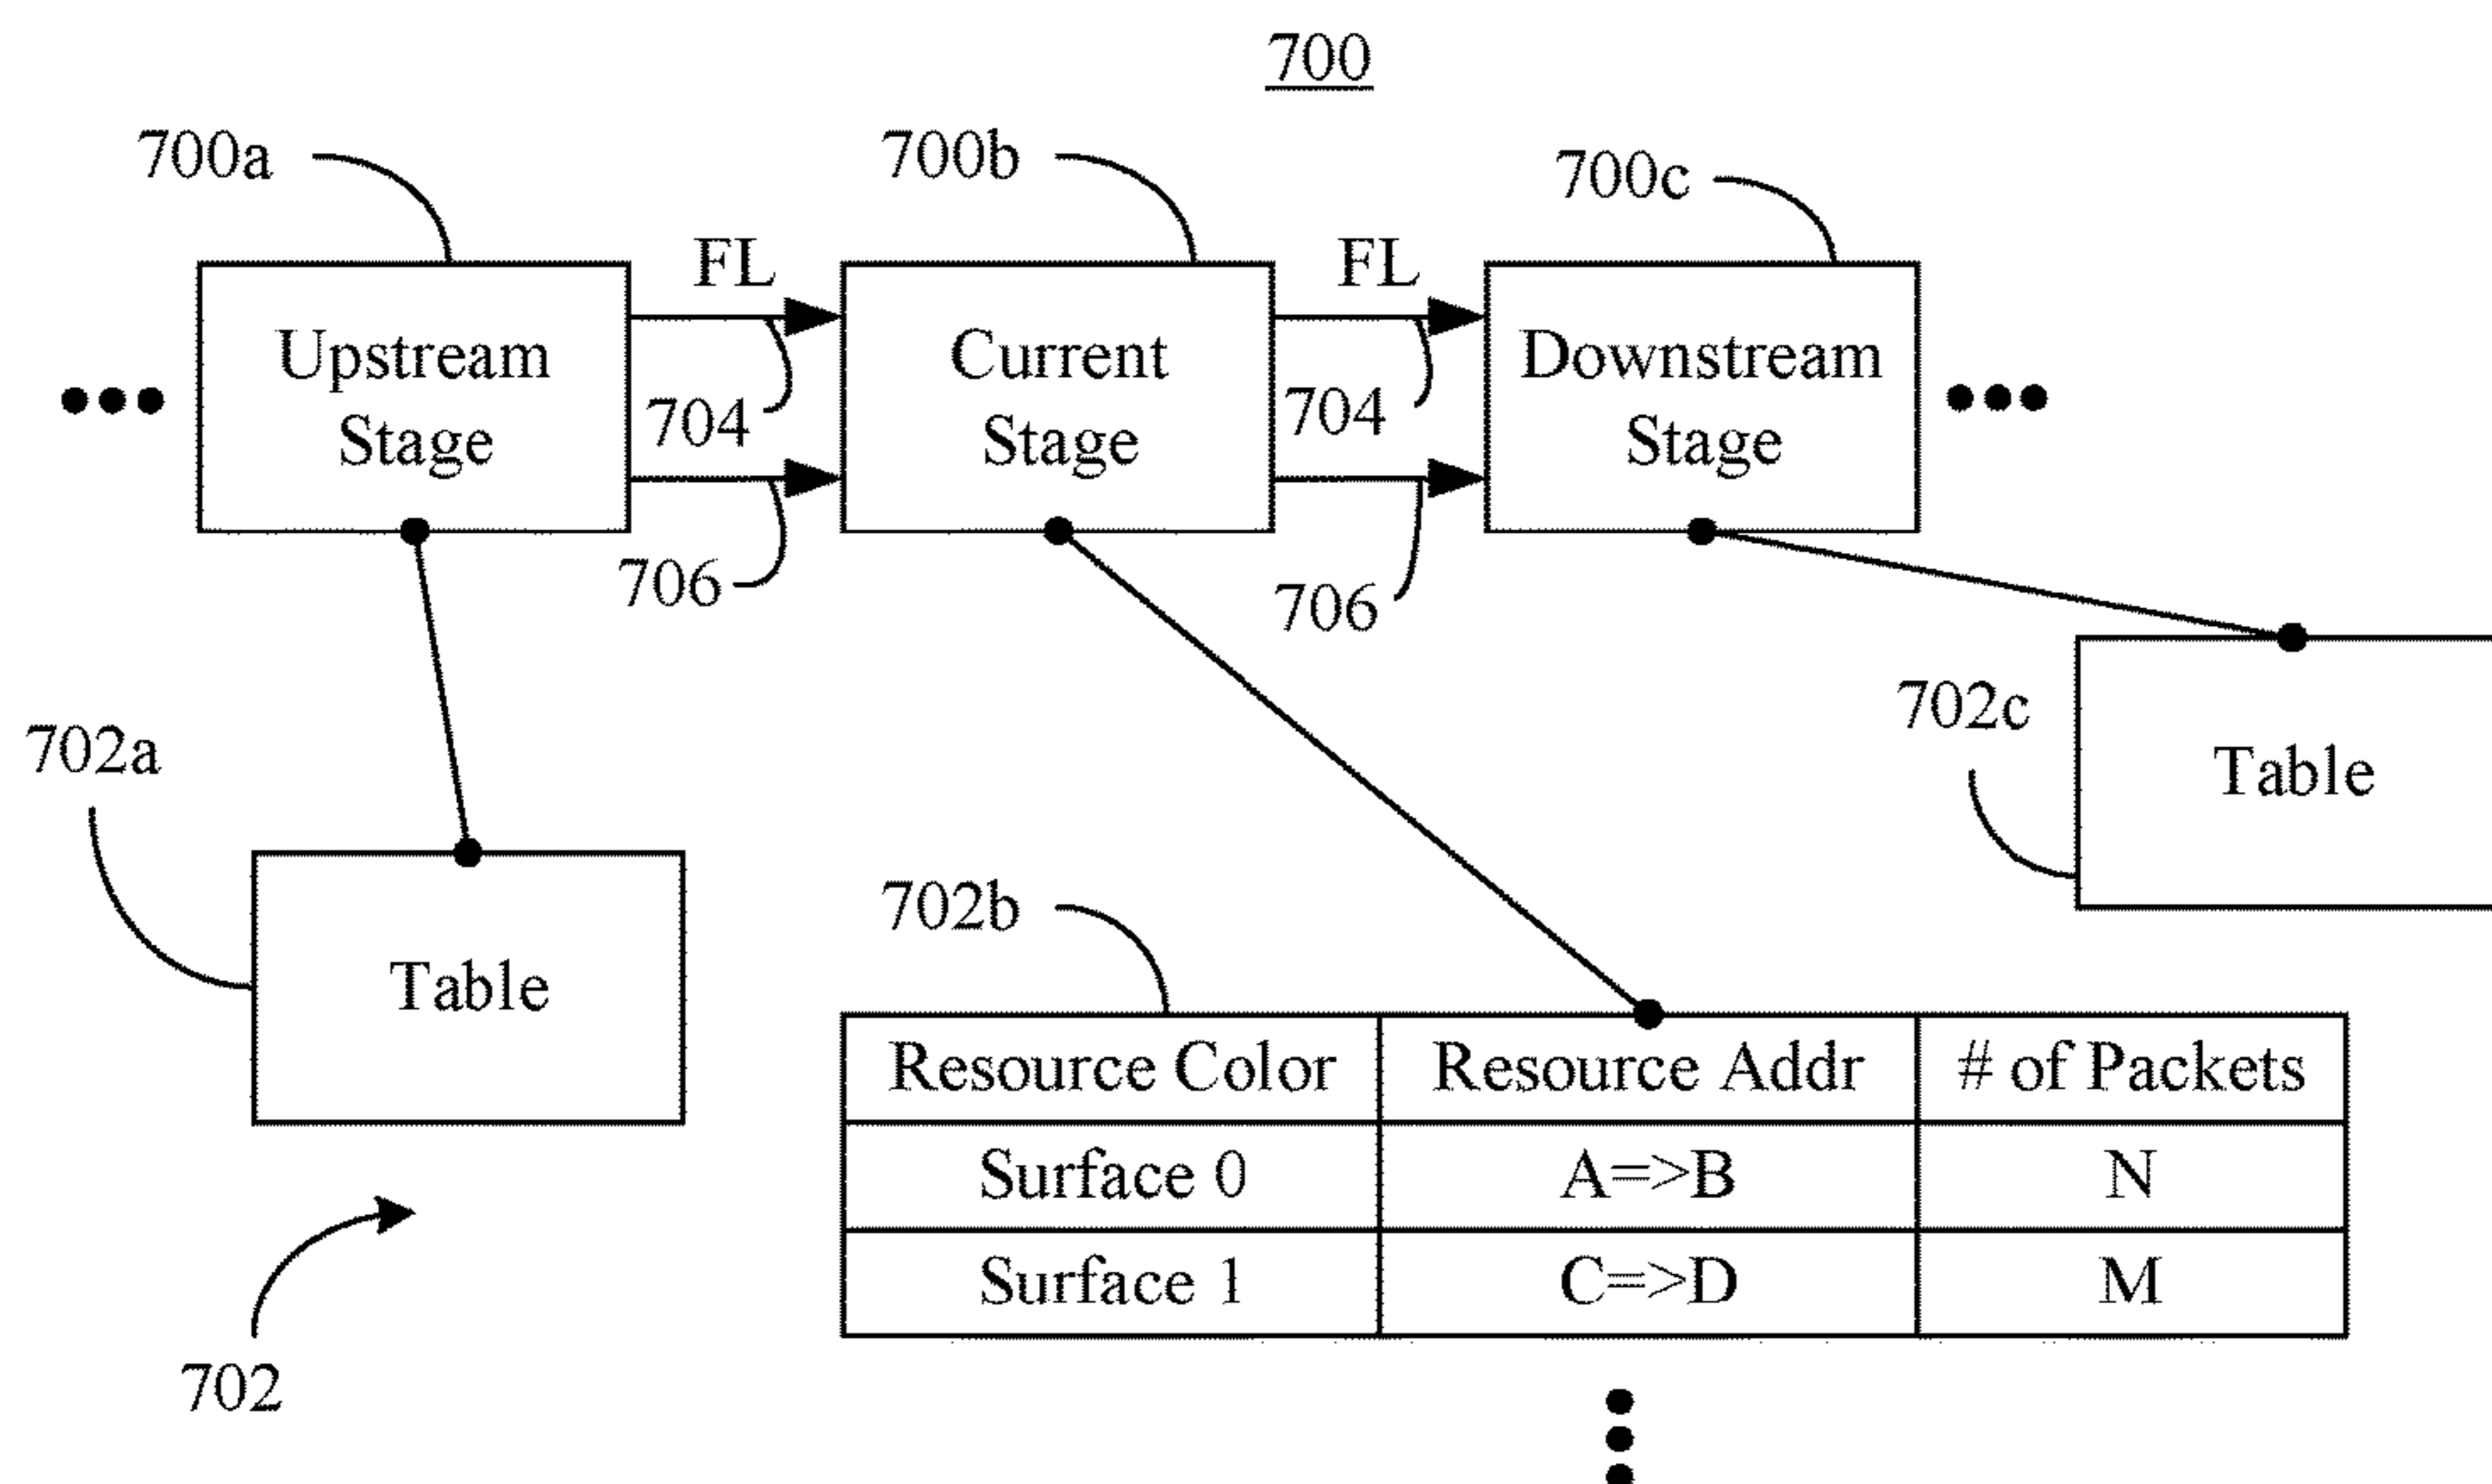 700
700a
700b
700c
FL
FL
Upstream
Stage
Current
Stage
Downstream
Stage
704
704
706
706
702a
702c
Table
702b
Table
Resource Color
Resource Addr
# of Packets
Surface 0
A=>B
N
Surface 1
C=>D
M
702